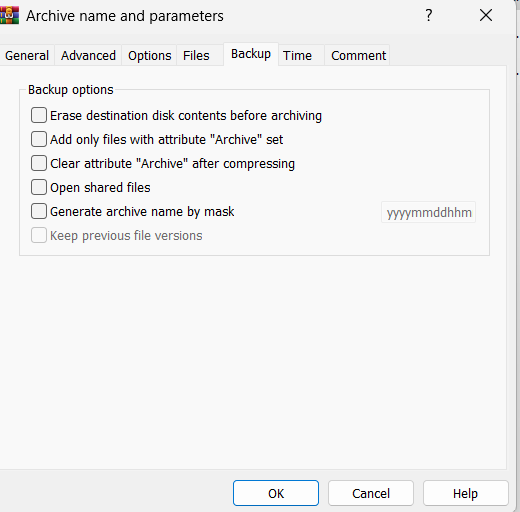 Archive name and parameters ?
General Advanced Options Files Backup Time Comment
Backup options
Erase destination disk contents before archiving
Add only files with attribute "Archive" set
Clear attribute "Archive" after compressing
Open shared files
Generate archive name by mask yyyymmddhhm
Keep previous file versions
OK Cancel Help